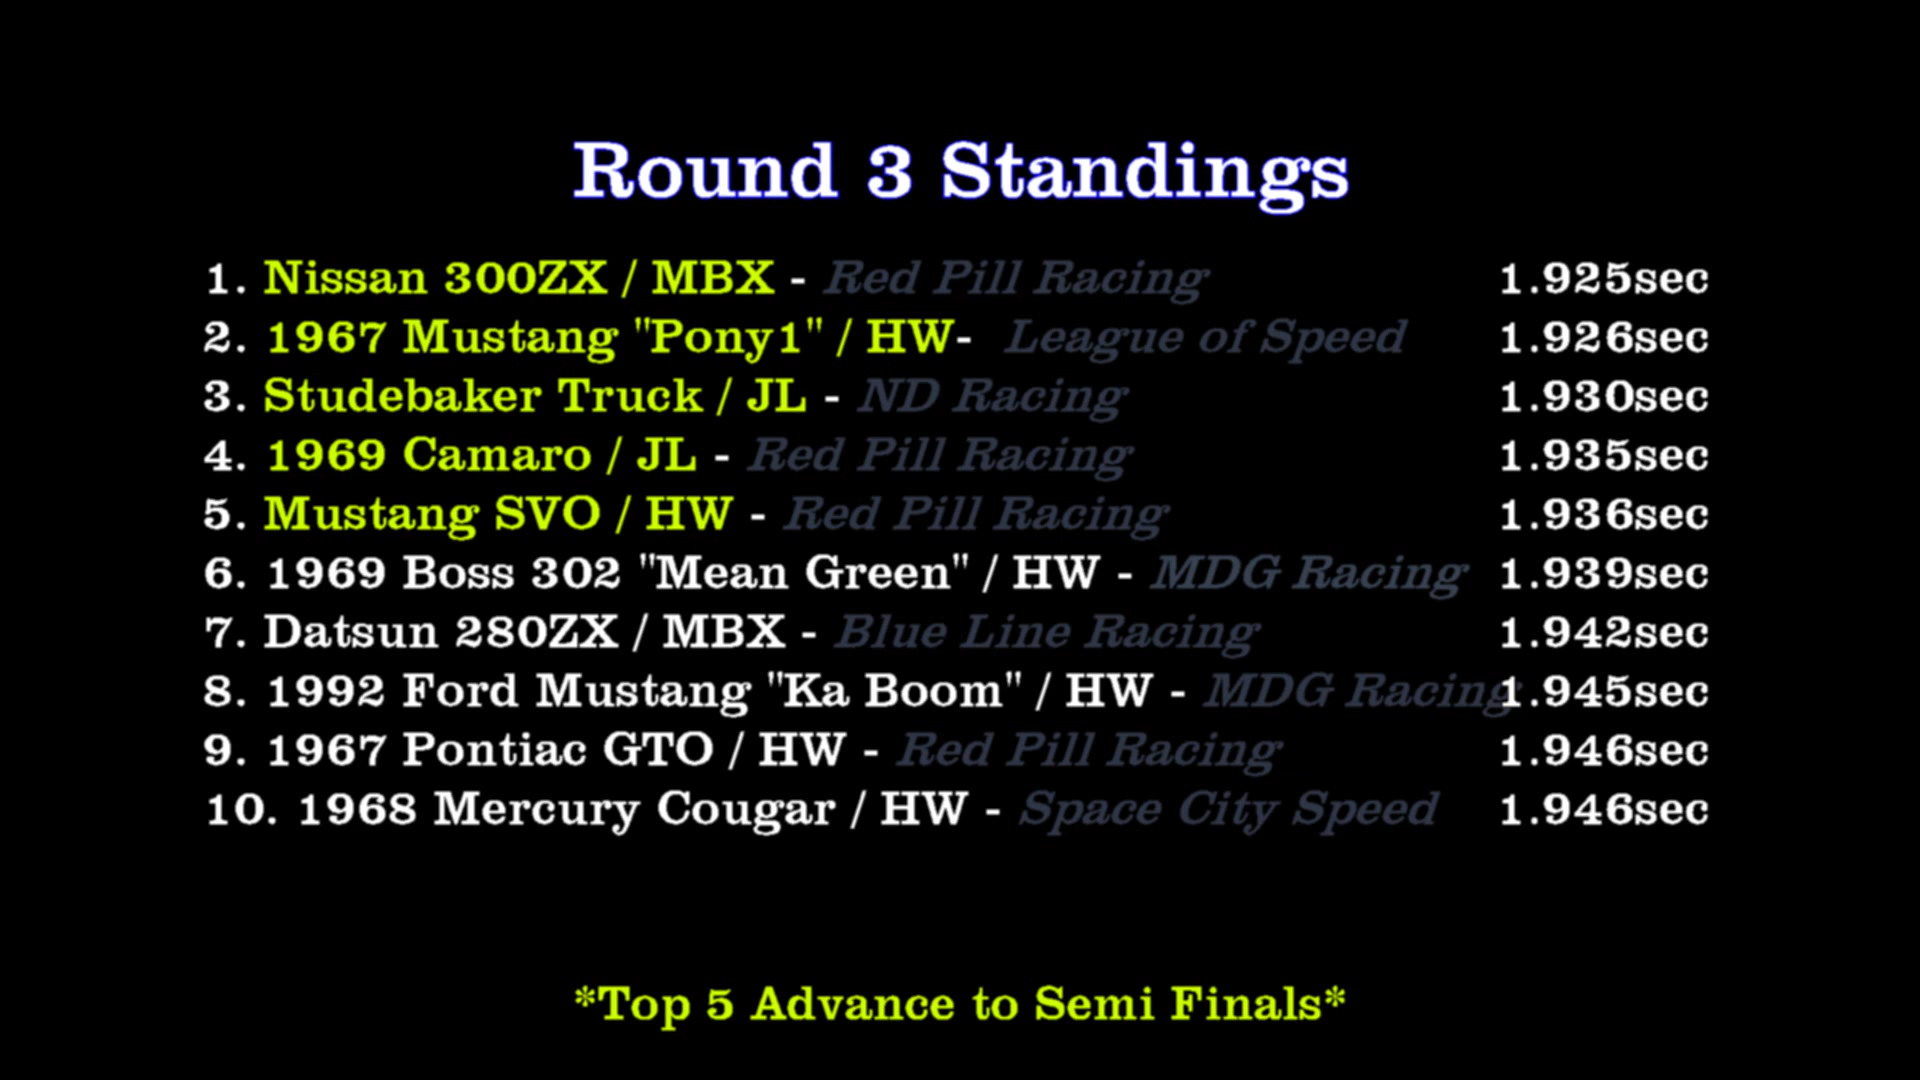 Round 3 Standings
1. Nissan 300ZX / MBX - Red Pill Racing 1.925sec
2. 1967 Mustang "Pony1" / HW- League of Speed 1.926sec
3. Studebaker Truck / JL - ND Racing 1.930sec
4. 1969 Camaro / JL - Red Pill Racing 1.935sec
5. Mustang SVO / HW - Red Pill Racing 1.936sec
6. 1969 Boss 302 "Mean Green" / HW - MDG Racing 1.939sec
7. Datsun 280ZX / MBX - Blue Line Racing 1.942sec
8. 1992 Ford Mustang "Ka Boom" / HW - MDG Racing 1.945sec
9. 1967 Pontiac GTO / HW - Red Pill Racing 1.946sec
10. 1968 Mercury Cougar / HW - Space City Speed 1.946sec
*Top 5 Advance to Semi Finals*